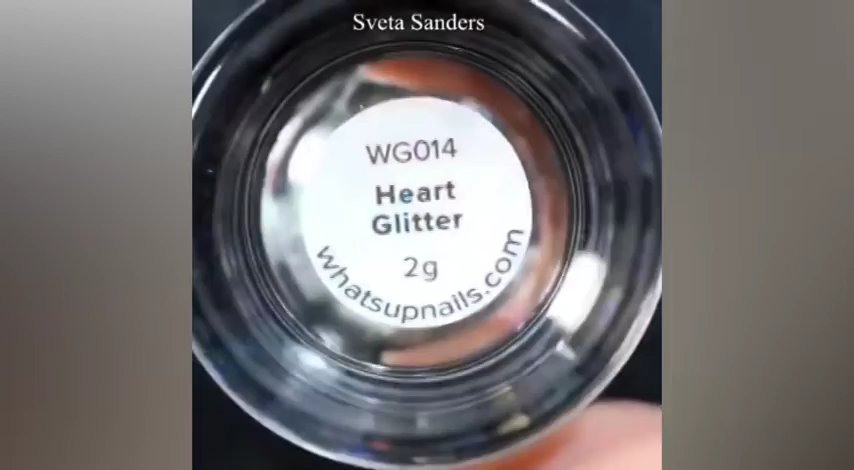 Sveta Sanders
WG014
Heart
Glitter
2g
whatsupnails.com